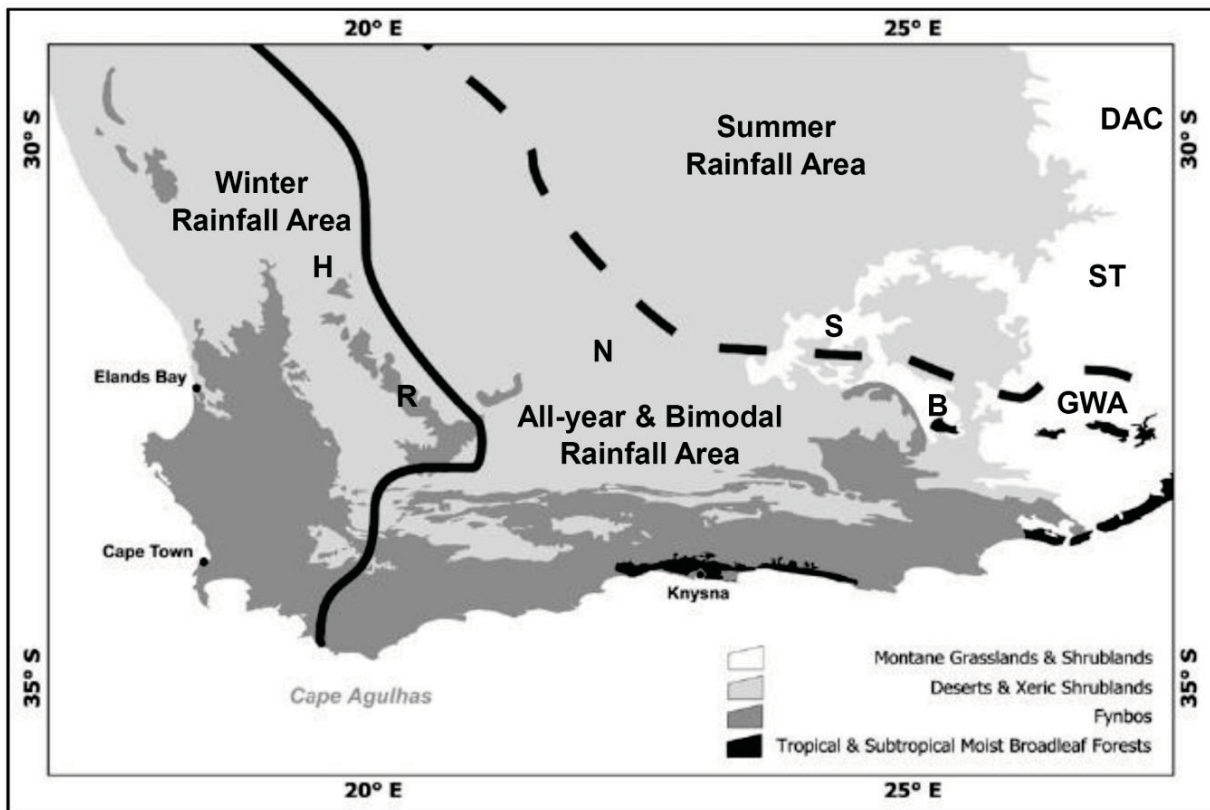 20° E
25° E
30° S
30° S
DAC
Summer
Rainfall Area
Winter
Rainfall Area
H
ST
S
N
Elands Bay
R
B
GWA
All-year & Bimodal
Rainfall Area
Cape Town
Knysna
35° S
35° S
Cape Agulhas
Montane Grasslands & Shrublands
Deserts & Xeric Shrublands
Fynbos
Tropical & Subtropical Moist Broadleaf Forests
20° E
25° E